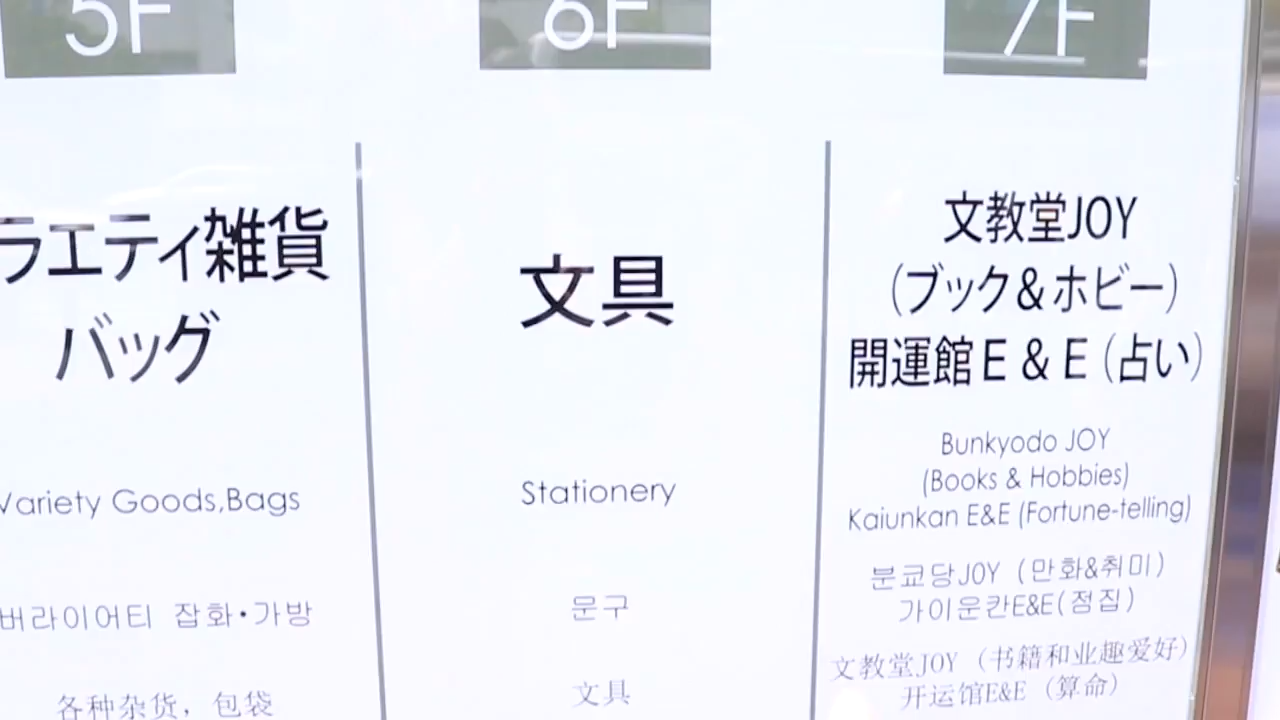 5F
ラエティ雑貨
バッグ
Variety Goods,Bags
버라이어티 잡화·가방
各种杂货，包袋
6F
文具
Stationery
문구
文具
7F
文教堂JOY
(ブック&ホビー)
開運館E&E(占い)
Bunkyodo JOY
(Books & Hobbies)
Kaiunkan E&E (Fortune-telling)
분쿄당JOY (만화&취미)
가이운칸E&E(점집)
文教堂JOY (书籍和业趣爱好)
开运馆E&E (算命)